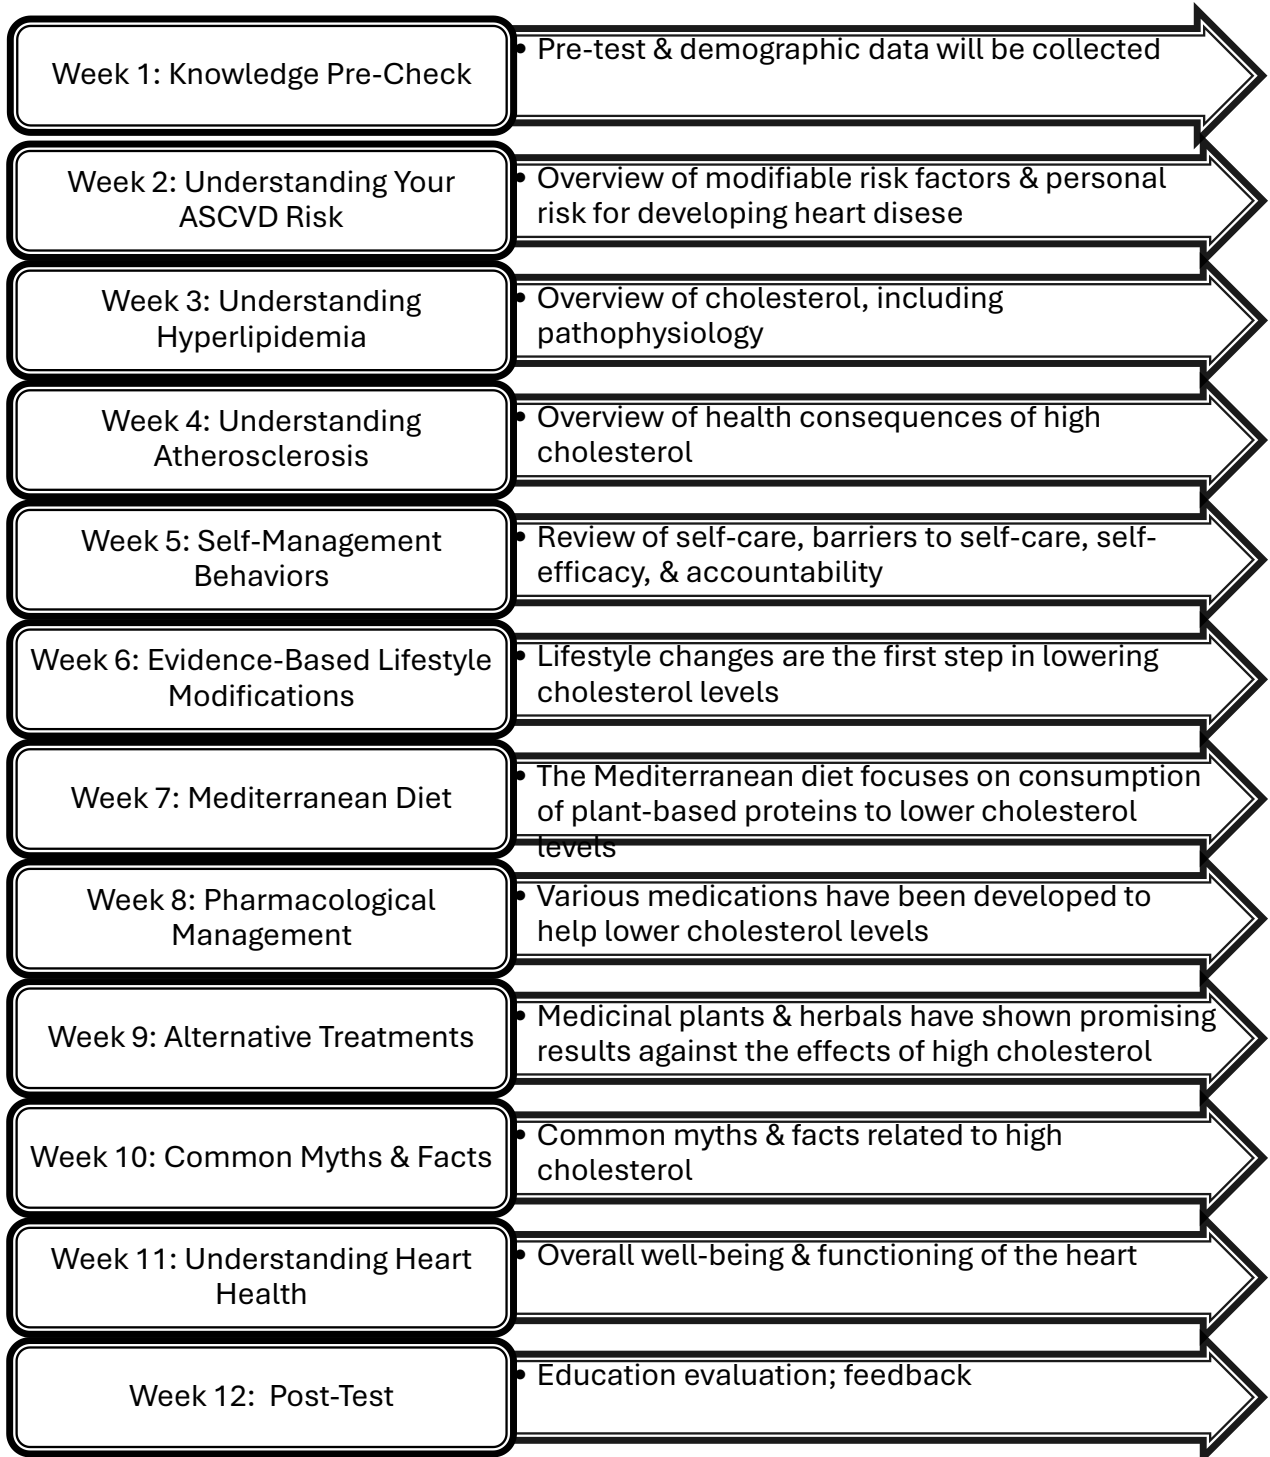 Week 1: Knowledge Pre-Check
• Pre-test & demographic data will be collected
Week 2: Understanding Your
ASCVD Risk
• Overview of modifiable risk factors & personal
risk for developing heart disese
Week 3: Understanding
Hyperlipidemia
• Overview of cholesterol, including
pathophysiology
Week 4: Understanding
Atherosclerosis
• Overview of health consequences of high
cholesterol
Week 5: Self-Management
Behaviors
• Review of self-care, barriers to self-care, self-
efficacy, & accountability
Week 6: Evidence-Based Lifestyle
Modifications
• Lifestyle changes are the first step in lowering
cholesterol levels
Week 7: Mediterranean Diet
• The Mediterranean diet focuses on consumption
of plant-based proteins to lower cholesterol
levels
Week 8: Pharmacological
Management
• Various medications have been developed to
help lower cholesterol levels
Week 9: Alternative Treatments
• Medicinal plants & herbals have shown promising
results against the effects of high cholesterol
Week 10: Common Myths & Facts
• Common myths & facts related to high
cholesterol
Week 11: Understanding Heart
Health
• Overall well-being & functioning of the heart
Week 12:  Post-Test
• Education evaluation; feedback